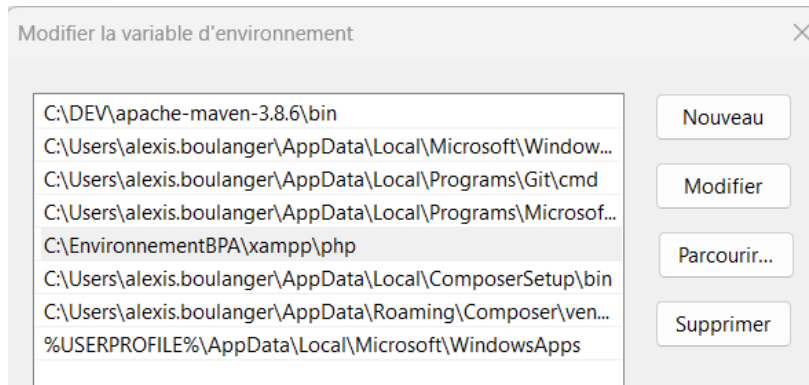 Modifier la variable d'environnement
C:\DEV\apache-maven-3.8.6\bin
C:\Users\alexis.boulanger\AppData\Local\Microsoft\Window...
C:\Users\alexis.boulanger\AppData\Local\Programs\Git\cmd
C:\Users\alexis.boulanger\AppData\Local\Programs\Microsof...
C:\EnvironnementBPA\xampp\php
C:\Users\alexis.boulanger\AppData\Local\ComposerSetup\bin
C:\Users\alexis.boulanger\AppData\Roaming\Composer\ven...
%USERPROFILE%\AppData\Local\Microsoft\WindowsApps
Nouveau
Modifier
Parcourir...
Supprimer